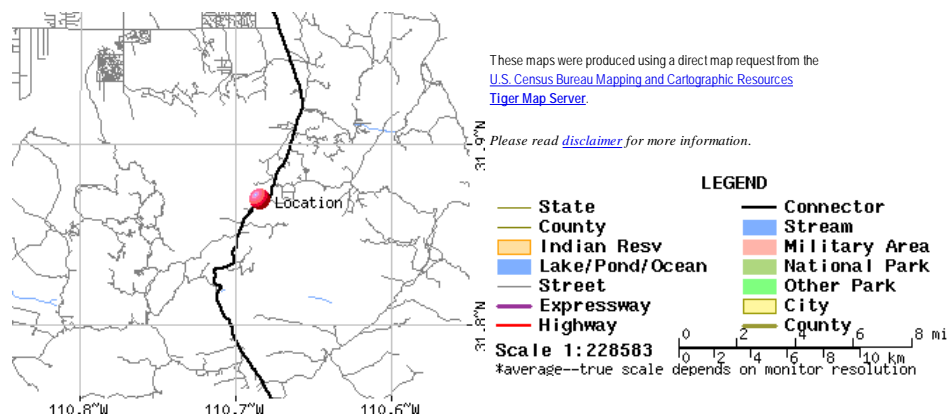 These maps were produced using a direct map request from the
U.S. Census Bureau Mapping and Cartographic Resources
Tiger Map Server.
Please read disclaimer for more information.
Location
31.9~N
31.8~N
110.8~W
110.7~W
110.6~W
LEGEND
State
County
Indian Resv
Lake/Pond/Ocean
Street
Expressway
Highway
Connector
Stream
Military Area
National Park
Other Park
City
County
0 2 4 6 8 mi
Scale 1:228583
0 2 4 6 8 10 km
*average--true scale depends on monitor resolution